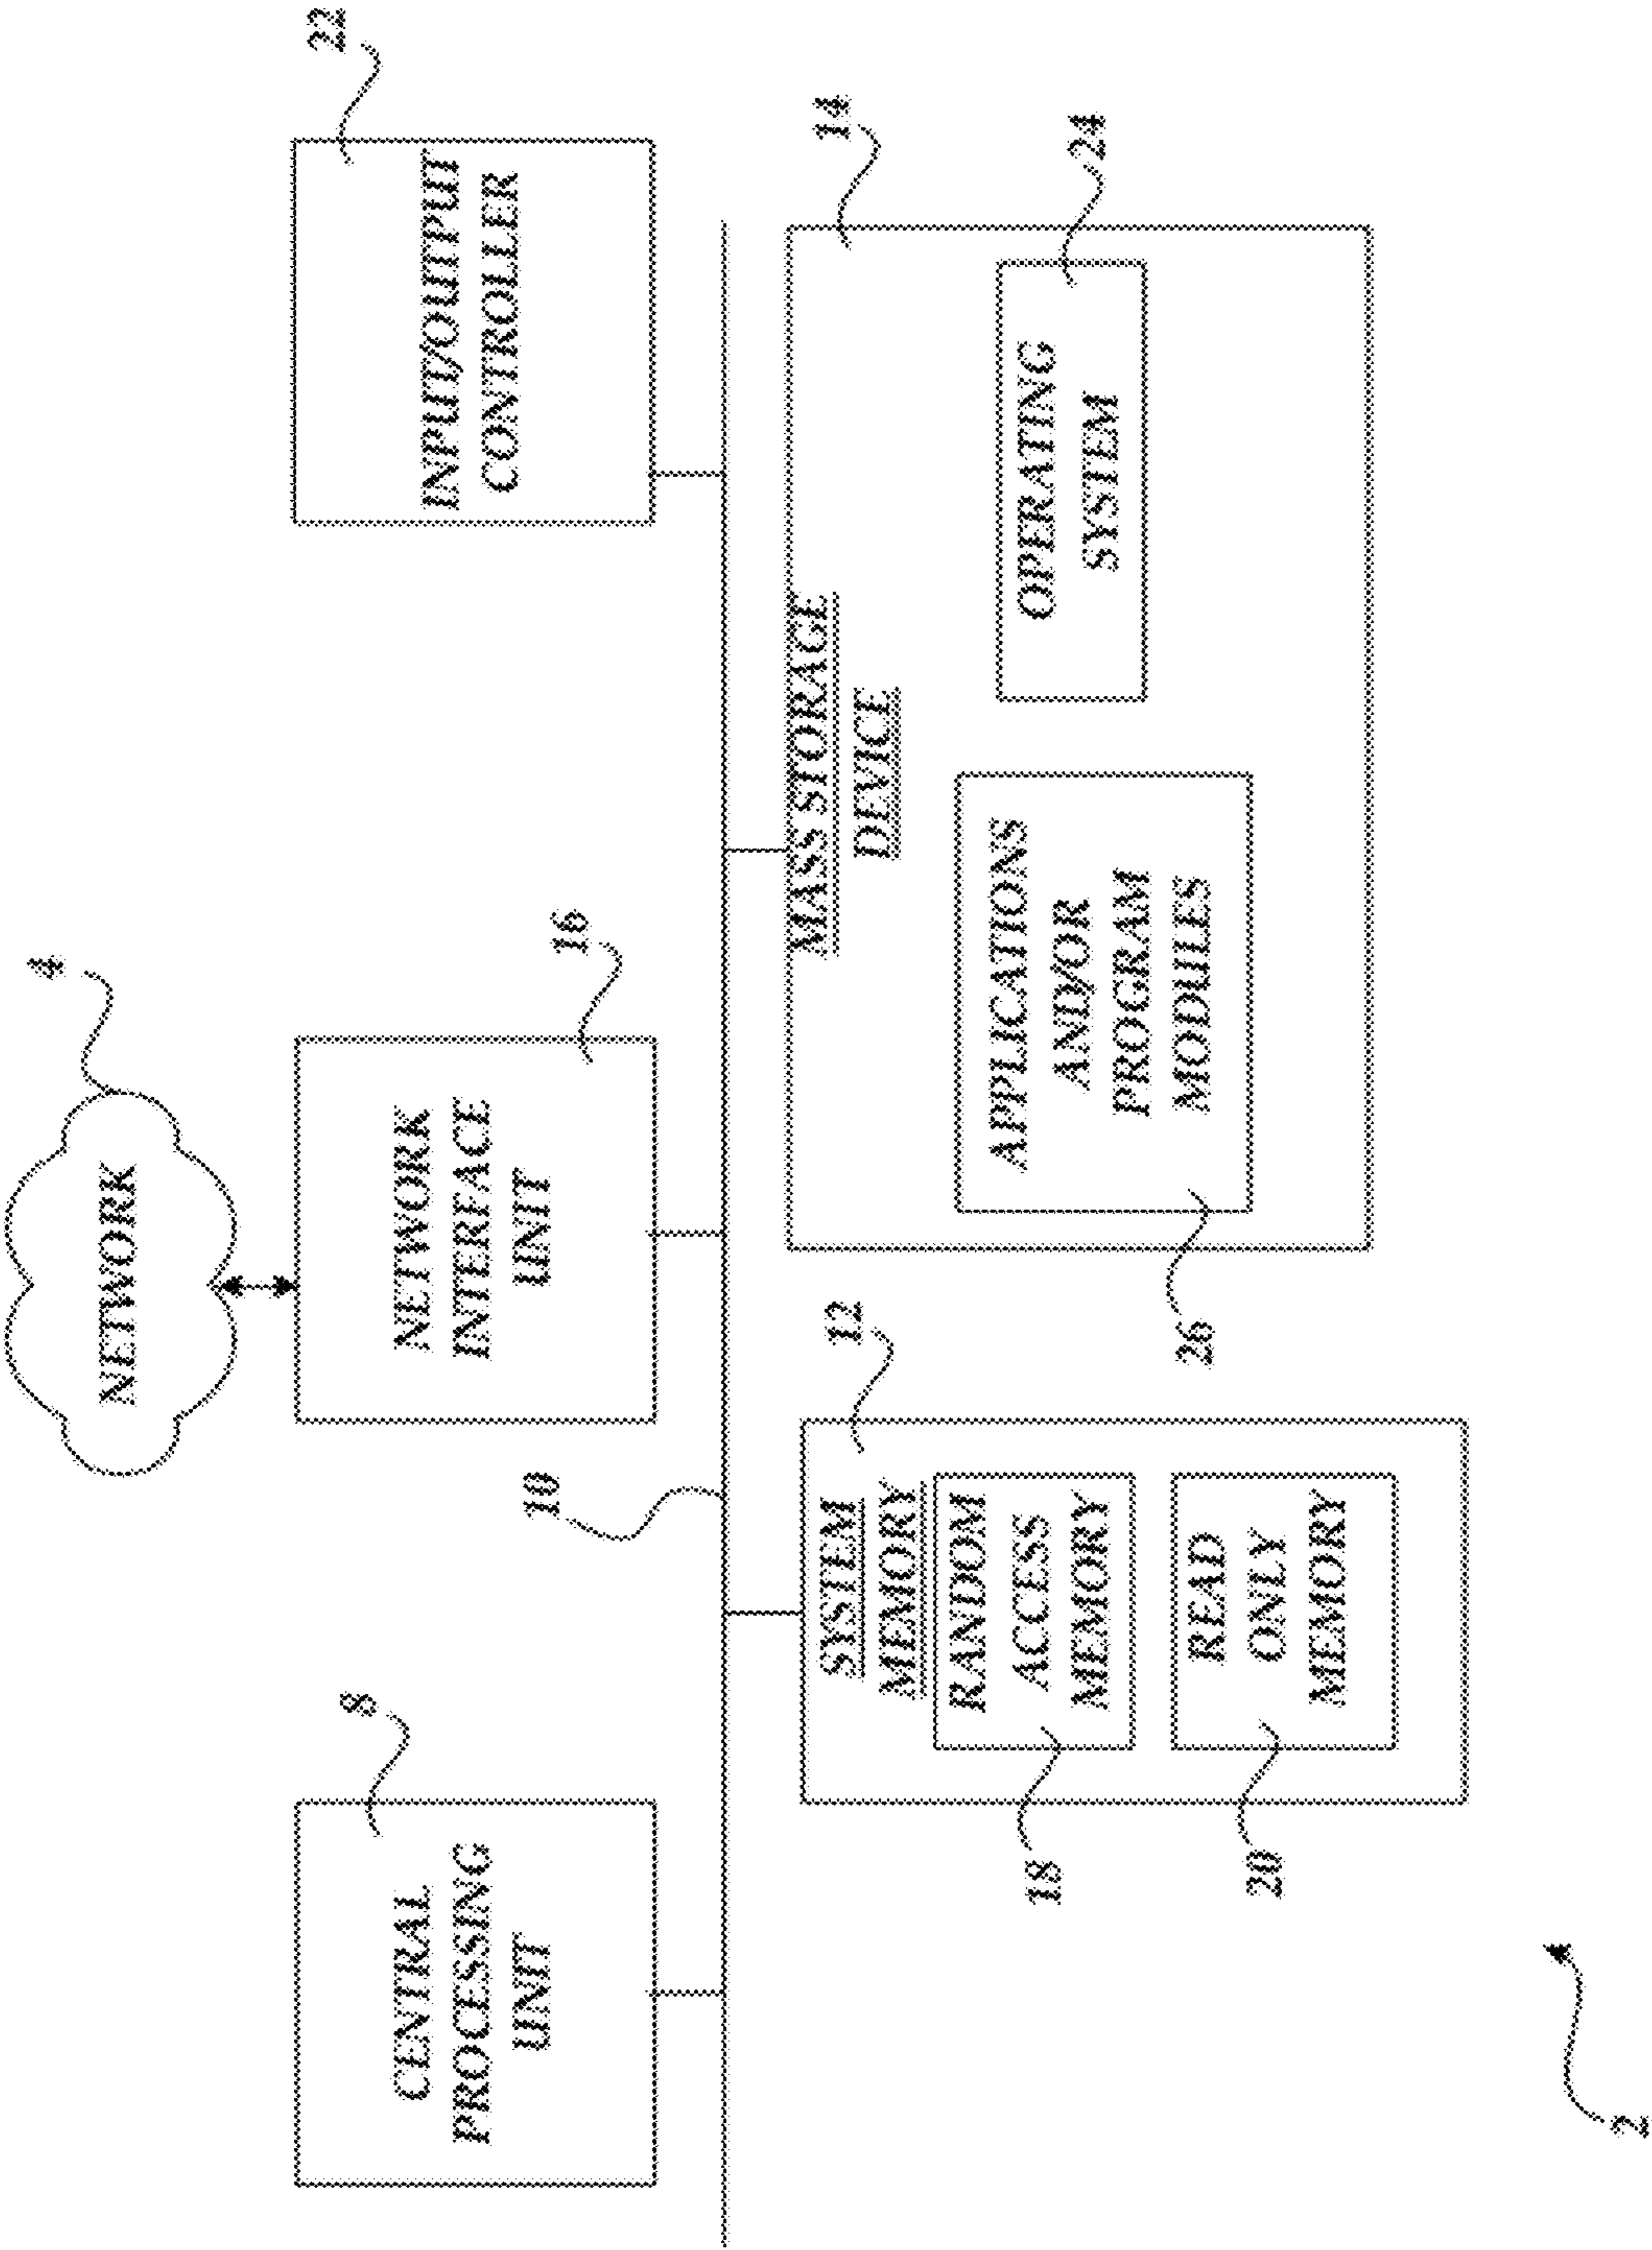 NETWORK
4
CENTRAL
PROCESSING
UNIT
8
NETWORK
INTERFACE
UNIT
16
INPUT/OUTPUT
CONTROLLER
22
10
SYSTEM
MEMORY
12
RANDOM
ACCESS
MEMORY
18
READ
ONLY
MEMORY
20
MASS STORAGE
DEVICE
14
APPLICATIONS
AND/OR
PROGRAM
MODULES
26
OPERATING
SYSTEM
24
2